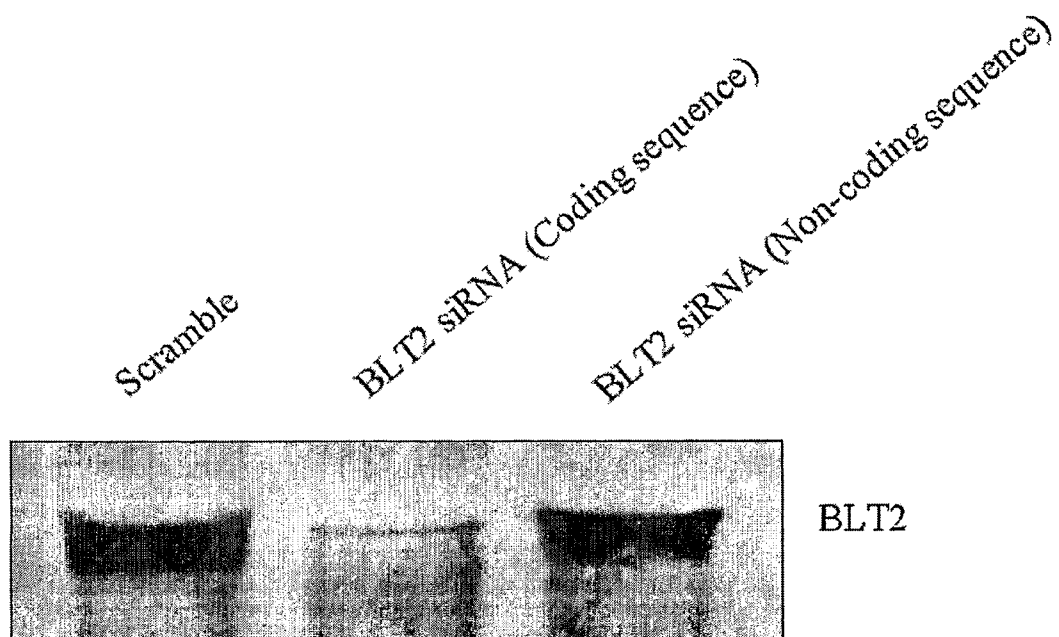 Scramble
BLT2 siRNA (Coding sequence)
BLT2 siRNA (Non-coding sequence)
BLT2